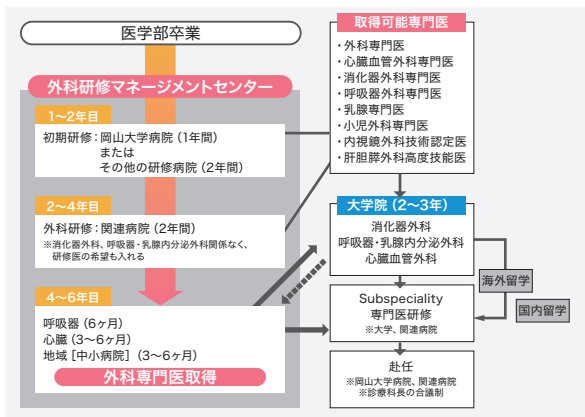 医学部卒業
外科研修マネージメントセンター
1〜2年目
初期研修：岡山大学病院（1年間）
または
その他の研修病院（2年間）
2〜4年目
外科研修：関連病院（2年間）
※消化器外科、呼吸器・乳腺内分泌外科関係なく、
研修医の希望も入れる
4〜6年目
呼吸器（6ヶ月）
心臓（3〜6ヶ月）
地域［中小病院］（3〜6ヶ月）
外科専門医取得
取得可能専門医
・外科専門医
・心臓血管外科専門医
・消化器外科専門医
・呼吸器外科専門医
・乳腺専門医
・小児外科専門医
・内視鏡外科技術認定医
・肝胆膵外科高度技能医
大学院（2〜3年）
消化器外科
呼吸器・乳腺内分泌外科
心臓血管外科
海外留学
国内留学
Subspeciality
専門医研修
※大学、関連病院
赴任
※岡山大学病院、関連病院
※診療科長の合議制